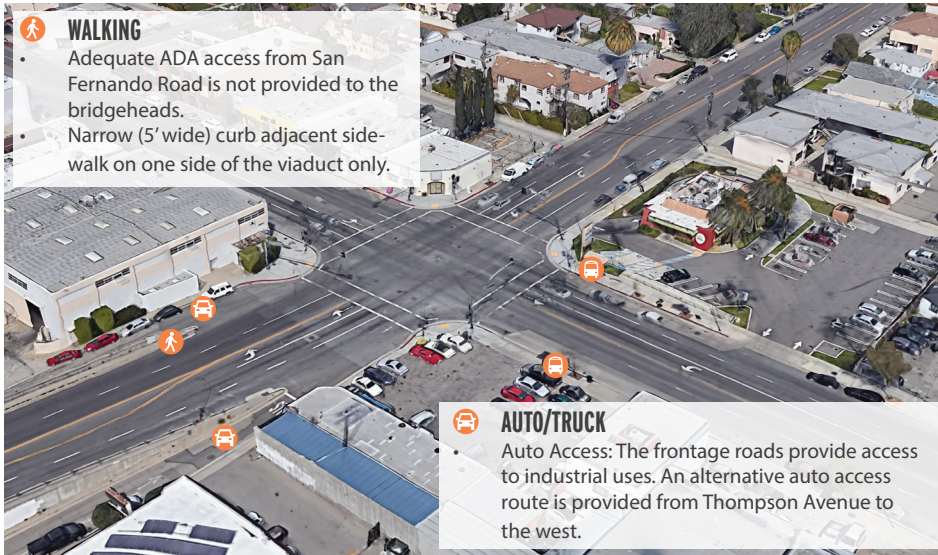 WALKING
• Adequate ADA access from San
Fernando Road is not provided to the
bridgeheads.
• Narrow (5’ wide) curb adjacent side-
walk on one side of the viaduct only.
AUTO/TRUCK
• Auto Access: The frontage roads provide access
to industrial uses. An alternative auto access
route is provided from Thompson Avenue to
the west.